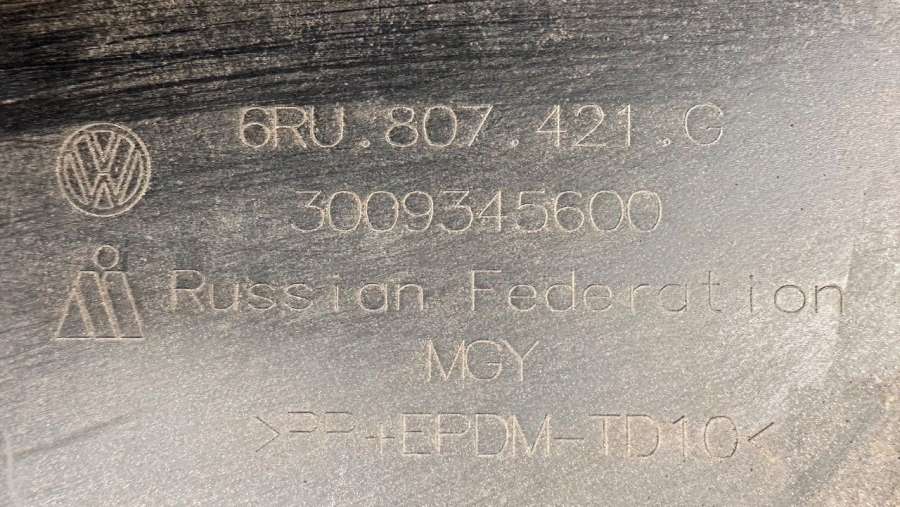 6RU.807.421.G
3009345600
Russian Federation
MGY
>PP+EPDM-TD10<